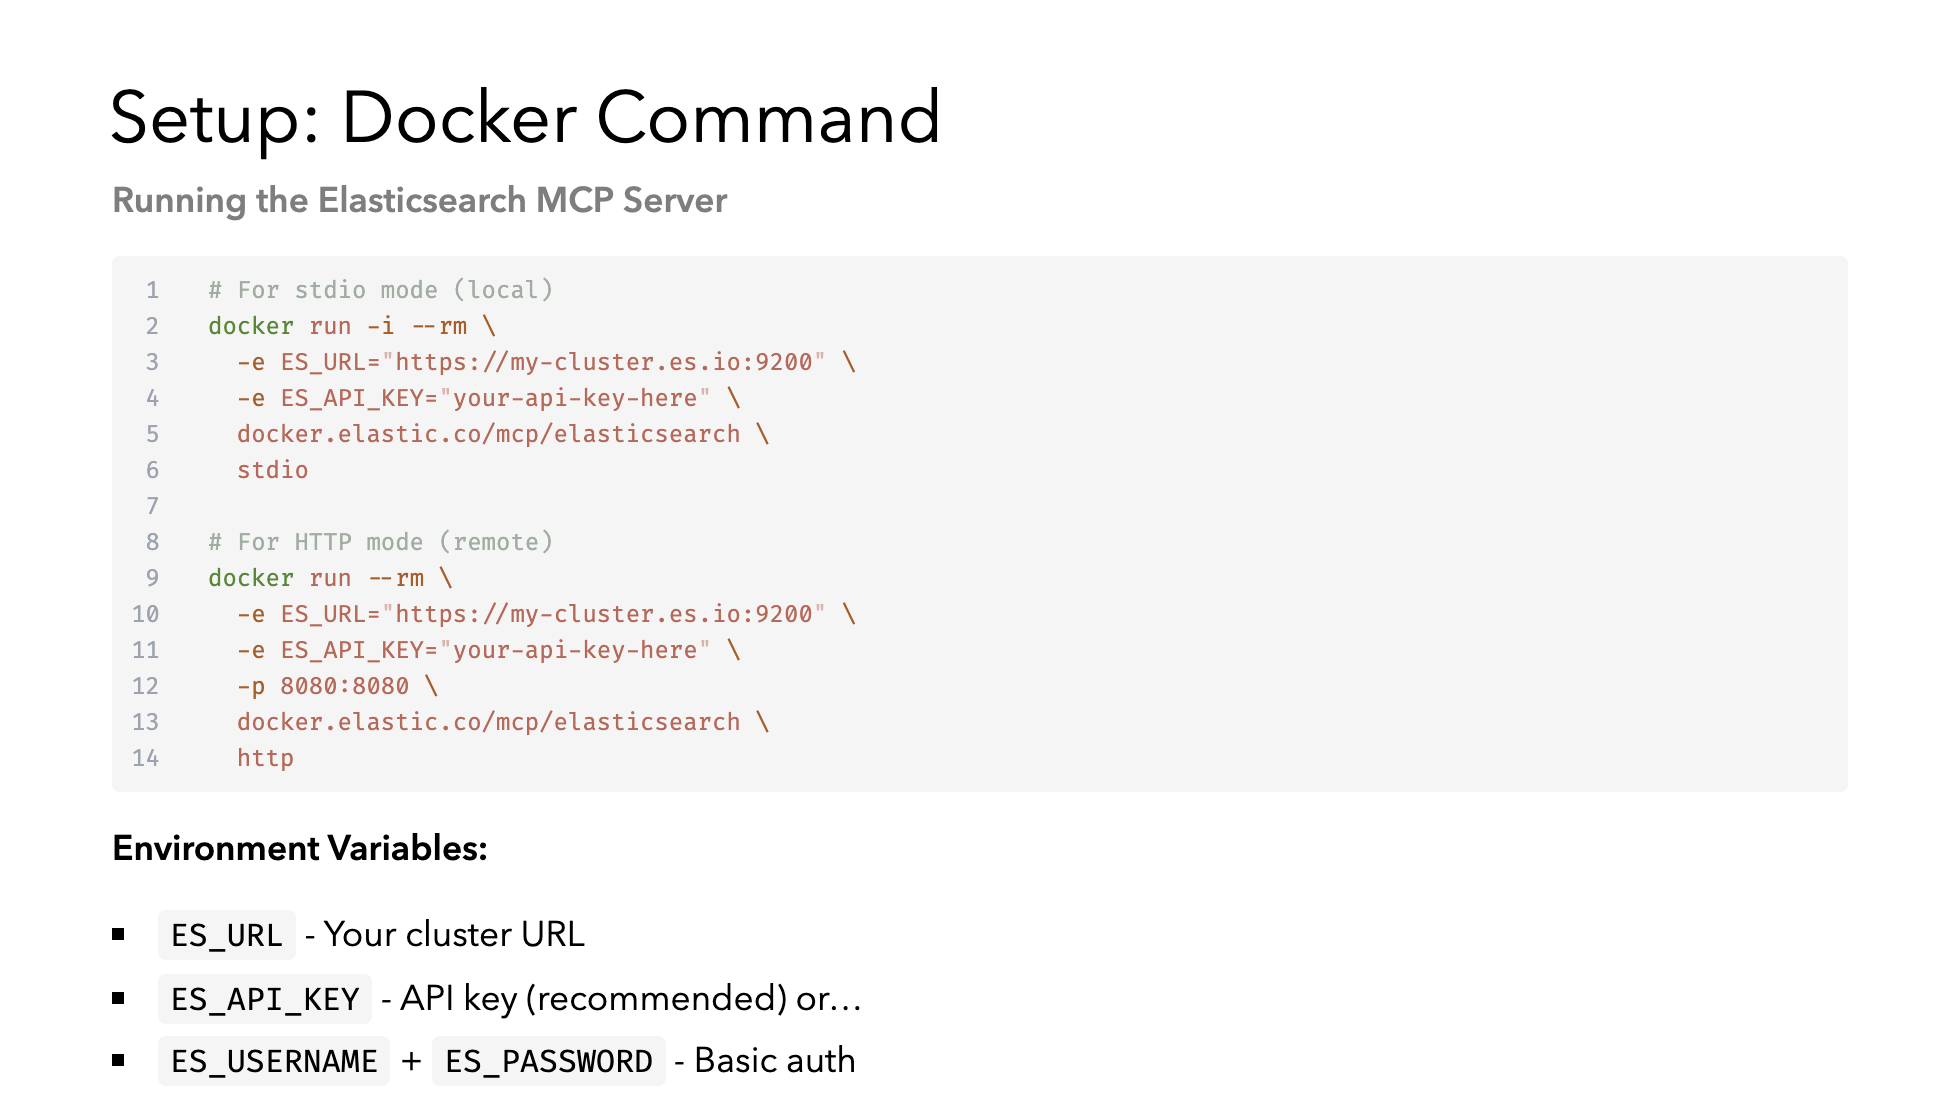 Setup: Docker Command
Running the Elasticsearch MCP Server
1 # For stdio mode (local)
2 docker run -i --rm \
3 -e ES_URL="https://my-cluster.es.io:9200" \
4 -e ES_API_KEY="your-api-key-here" \
5 docker.elastic.co/mcp/elasticsearch \
6 stdio
7
8 # For HTTP mode (remote)
9 docker run --rm \
10 -e ES_URL="https://my-cluster.es.io:9200" \
11 -e ES_API_KEY="your-api-key-here" \
12 -p 8080:8080 \
13 docker.elastic.co/mcp/elasticsearch \
14 http
Environment Variables:
▪ ES_URL - Your cluster URL
▪ ES_API_KEY - API key (recommended) or…
▪ ES_USERNAME + ES_PASSWORD - Basic auth